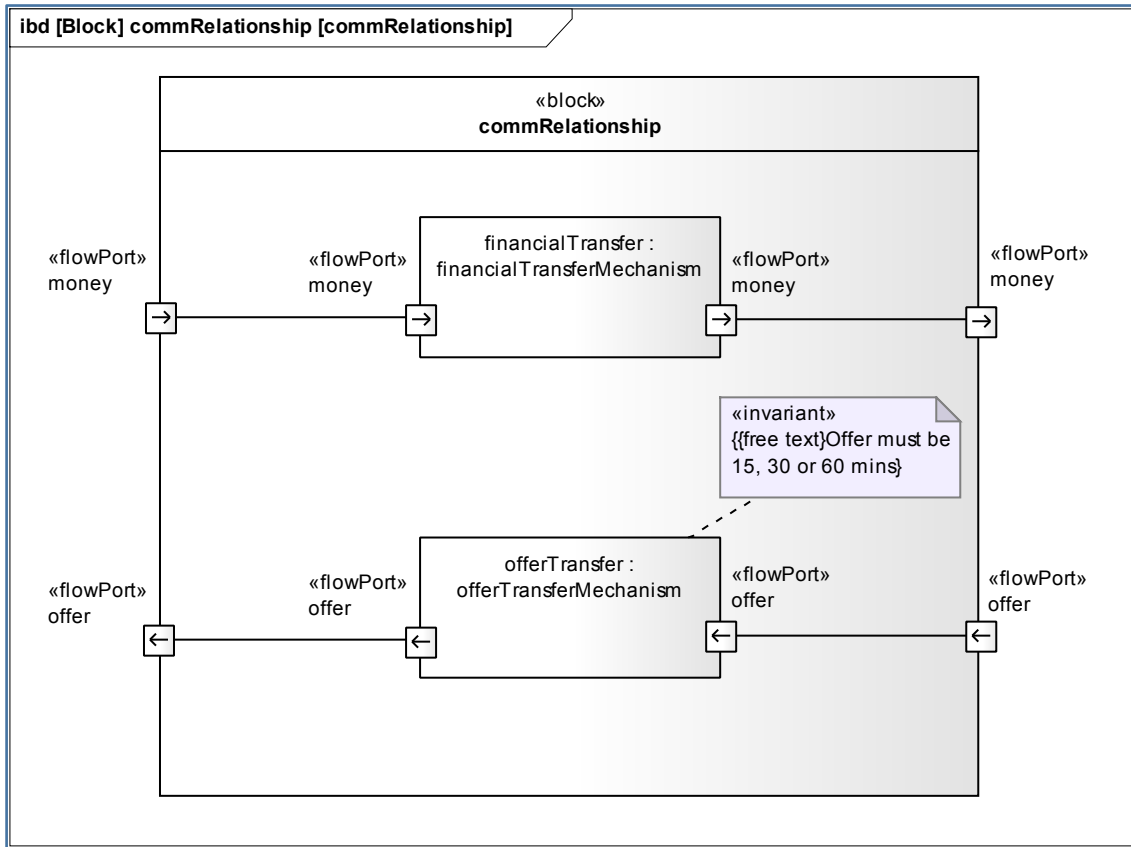 ibd [Block] commRelationship [commRelationship]
«block»
commRelationship
«flowPort»
money
«flowPort»
money
financialTransfer :
financialTransferMechanism
«flowPort»
money
«flowPort»
money
«invariant»
{{free text}Offer must be
15, 30 or 60 mins}
«flowPort»
offer
«flowPort»
offer
offerTransfer :
offerTransferMechanism
«flowPort»
offer
«flowPort»
offer